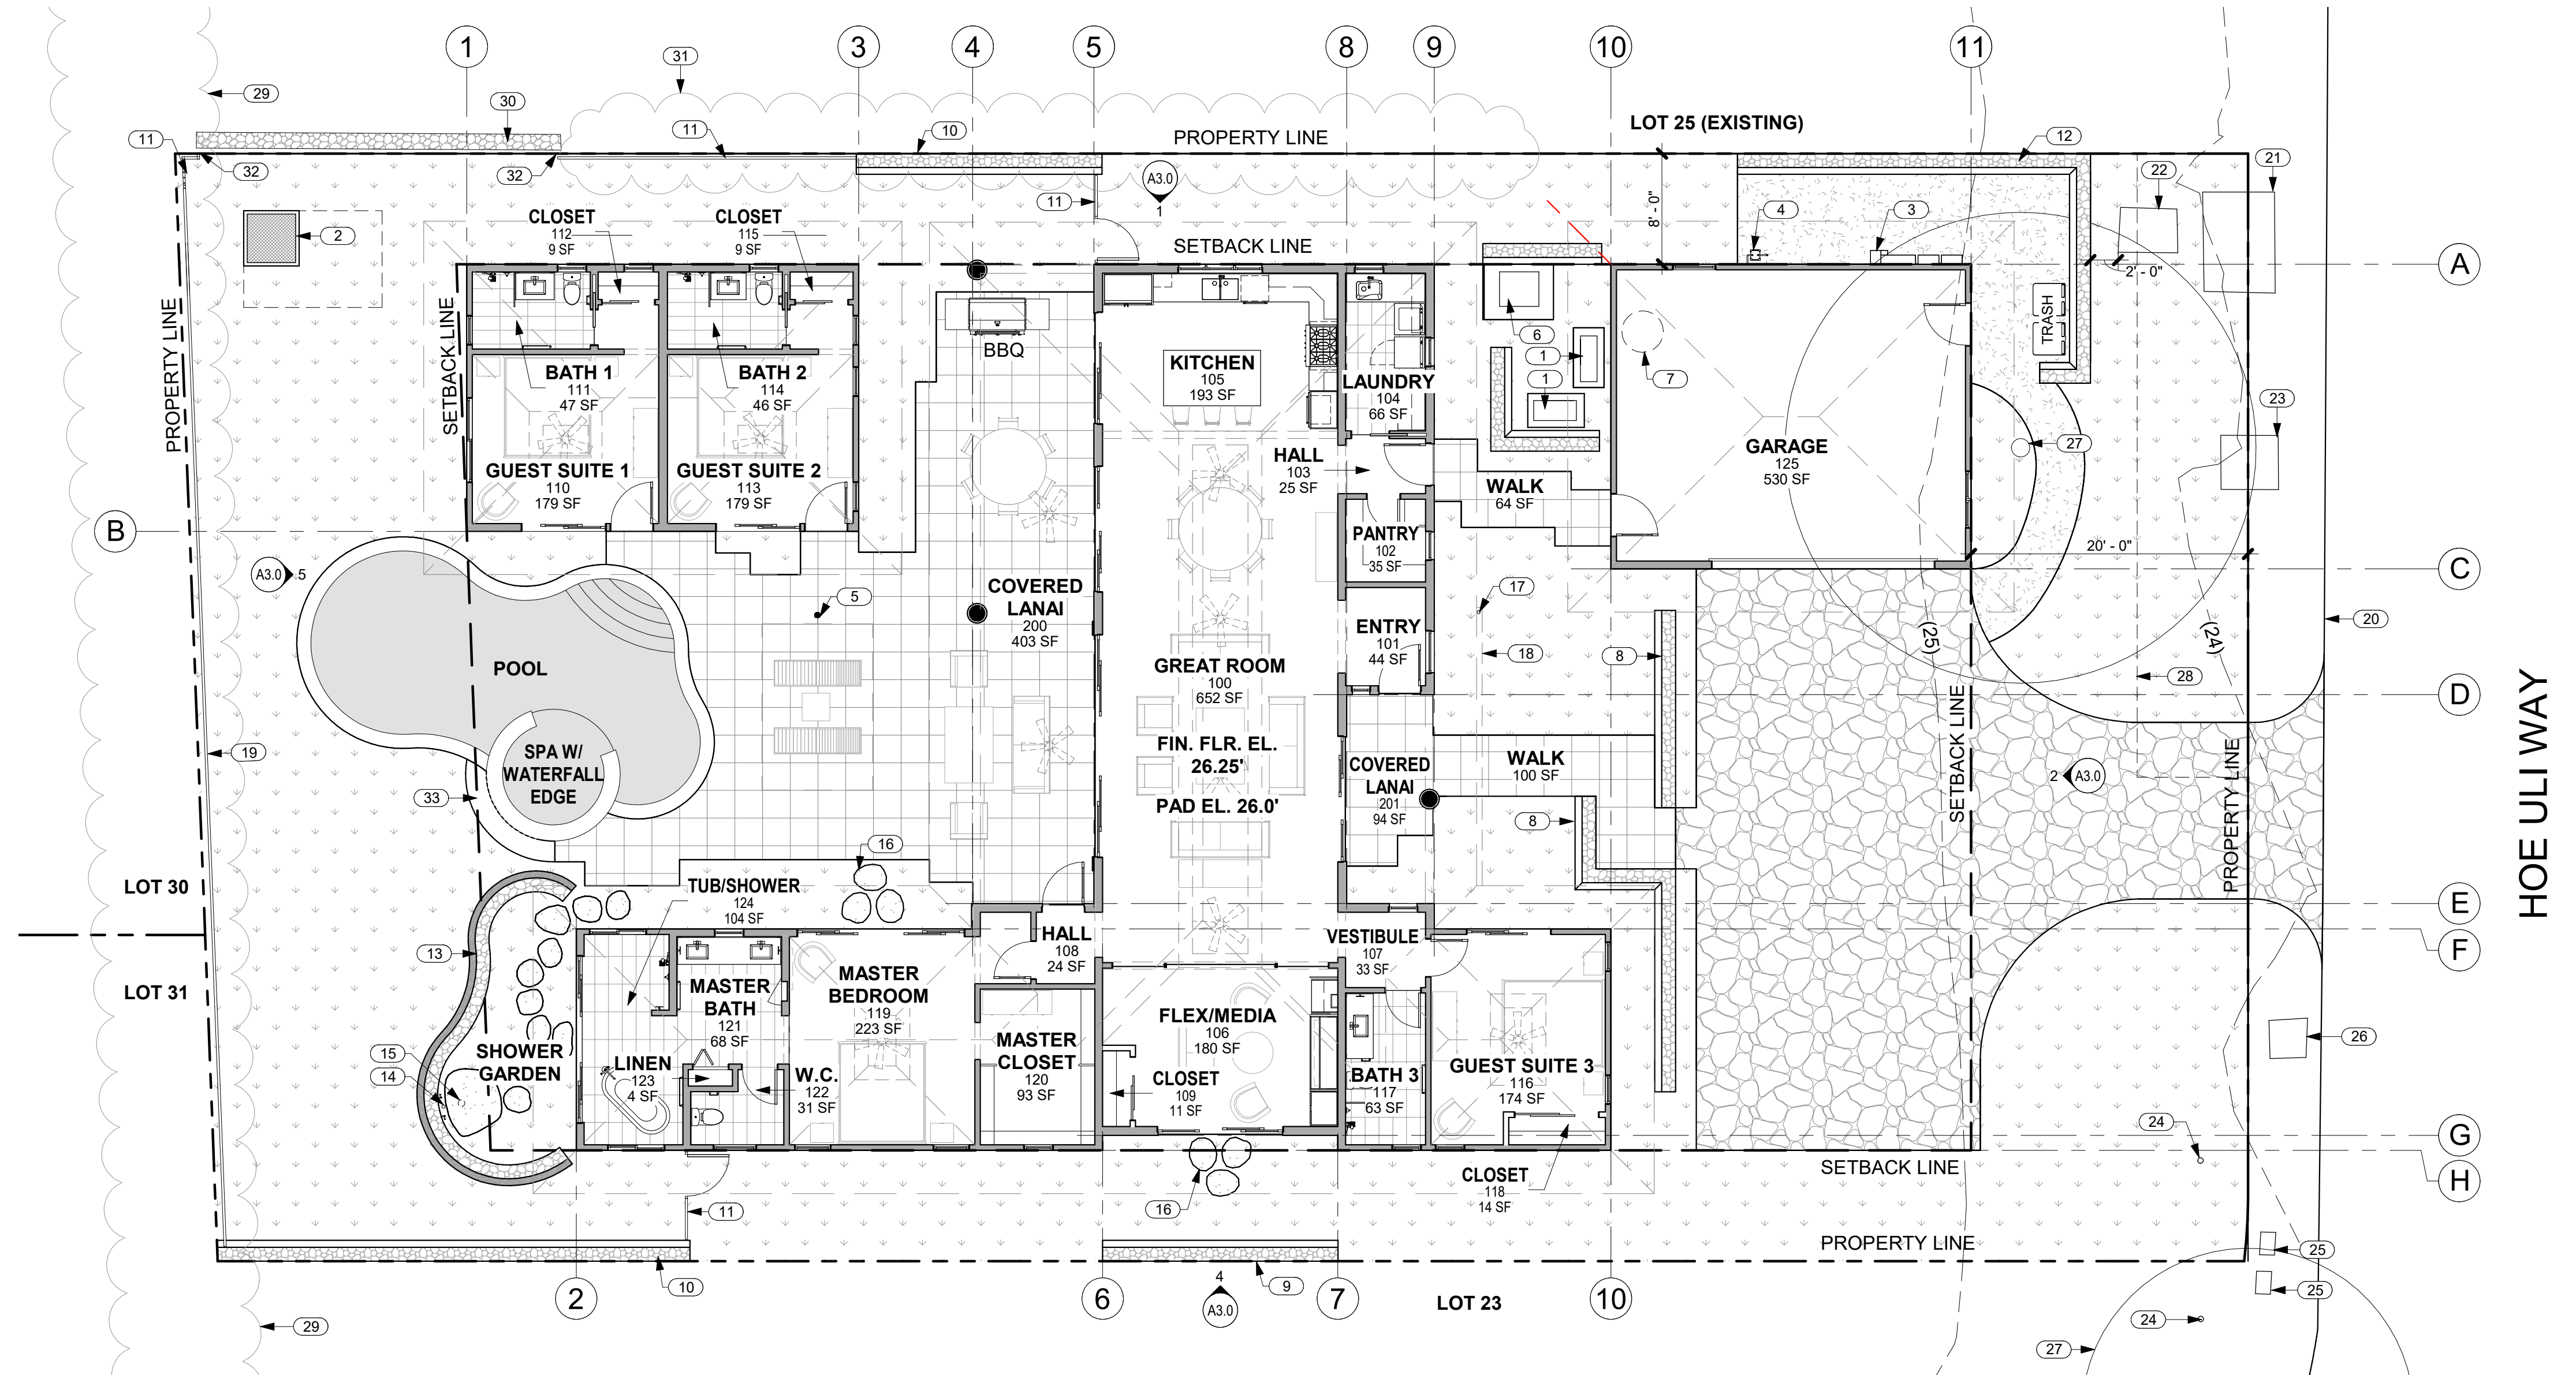 1
3
4
5
8
9
10
11
31
29
30
11
11
10
PROPERTY LINE
LOT 25 (EXISTING)
12
32
32
11
A3.0
1
8' - 0"
22
21
2
CLOSET
112
9 SF
CLOSET
115
9 SF
SETBACK LINE
4
3
A
2' - 0"
PROPERTY LINE
SETBACK LINE
BBQ
6
1
1
7
TRASH
BATH 1
111
47 SF
BATH 2
114
46 SF
KITCHEN
105
193 SF
LAUNDRY
104
66 SF
23
27
GUEST SUITE 1
110
179 SF
GUEST SUITE 2
113
179 SF
HALL
103
25 SF
WALK
64 SF
GARAGE
125
530 SF
B
PANTRY
102
35 SF
20' - 0"
C
A3.0
5
5
COVERED
LANAI
200
403 SF
17
ENTRY
101
44 SF
18
8
(25)
(24)
20
POOL
GREAT ROOM
100
652 SF
28
D
SETBACK LINE
FIN. FLR. EL.
26.25'
PAD EL. 26.0'
19
SPA W/
WATERFALL
EDGE
33
COVERED
LANAI
201
94 SF
WALK
100 SF
8
2
A3.0
PROPERTY LINE
HOE ULI WAY
LOT 30
16
TUB/SHOWER
124
104 SF
E
F
13
LOT 31
HALL
108
24 SF
VESTIBULE
107
33 SF
MASTER
BATH
121
68 SF
MASTER
BEDROOM
119
223 SF
FLEX/MEDIA
106
180 SF
26
15
14
SHOWER
GARDEN
LINEN
123
4 SF
W.C.
122
31 SF
MASTER
CLOSET
120
93 SF
CLOSET
109
11 SF
BATH 3
117
63 SF
GUEST SUITE 3
116
174 SF
24
G
H
SETBACK LINE
CLOSET
118
14 SF
11
16
PROPERTY LINE
25
10
4
A3.0
9
25
2
6
7
10
LOT 23
24
29
27